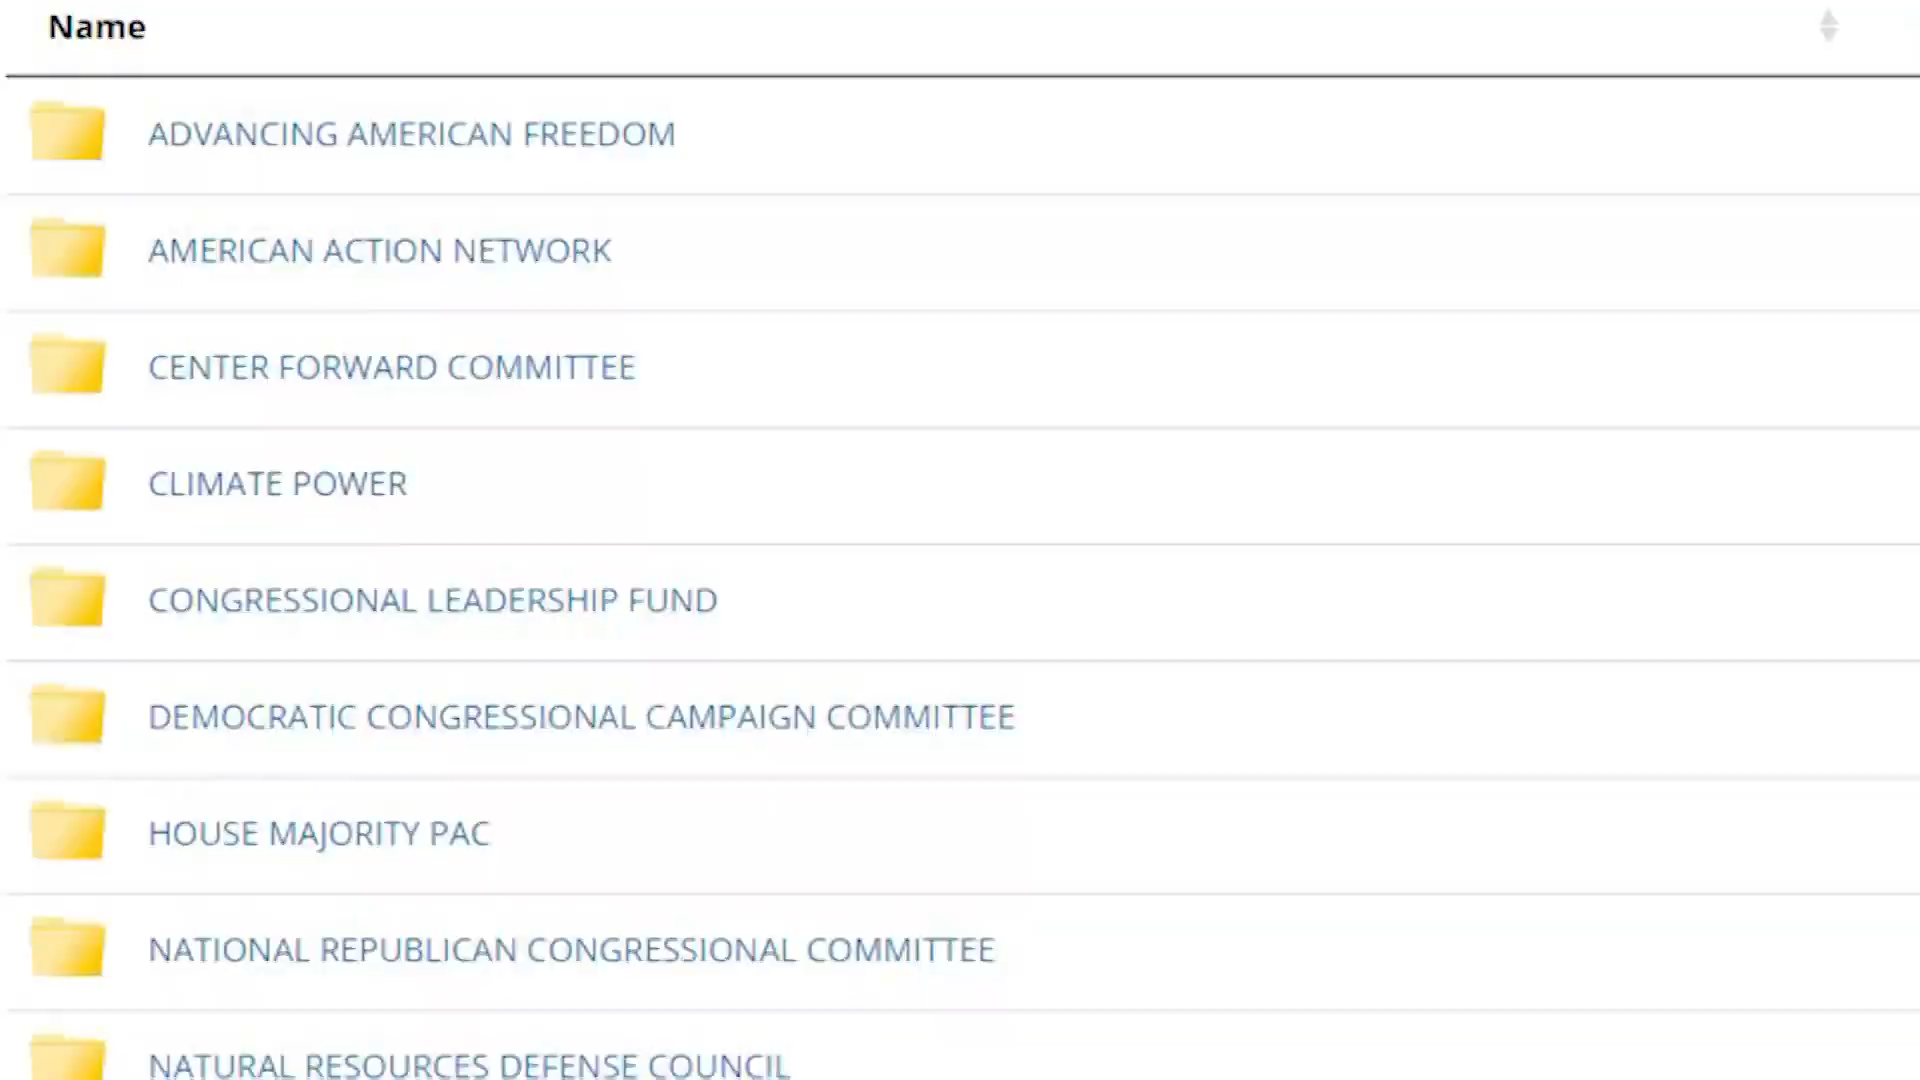 Name
ADVANCING AMERICAN FREEDOM
AMERICAN ACTION NETWORK
CENTER FORWARD COMMITTEE
CLIMATE POWER
CONGRESSIONAL LEADERSHIP FUND
DEMOCRATIC CONGRESSIONAL CAMPAIGN COMMITTEE
HOUSE MAJORITY PAC
NATIONAL REPUBLICAN CONGRESSIONAL COMMITTEE
NATURAL RESOURCES DEFENSE COUNCIL